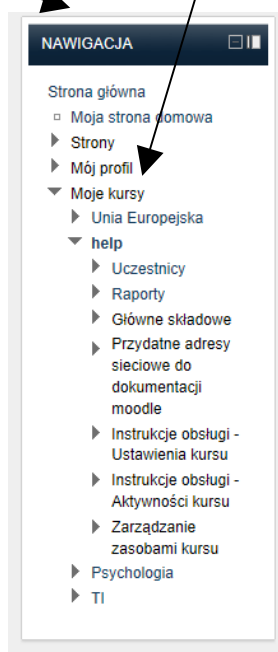 NAWIGACJA
Strona główna
Moja strona domowa
Strony
Mój profil
Moje kursy
Unia Europejska
help
Uczestnicy
Raporty
Główne składowe
Przydatne adresy
sieciowe do
dokumentacji
moodle
Instrukcje obsługi -
Ustawienia kursu
Instrukcje obsługi -
Aktywności kursu
Zarządzanie
zasobami kursu
Psychologia
TI